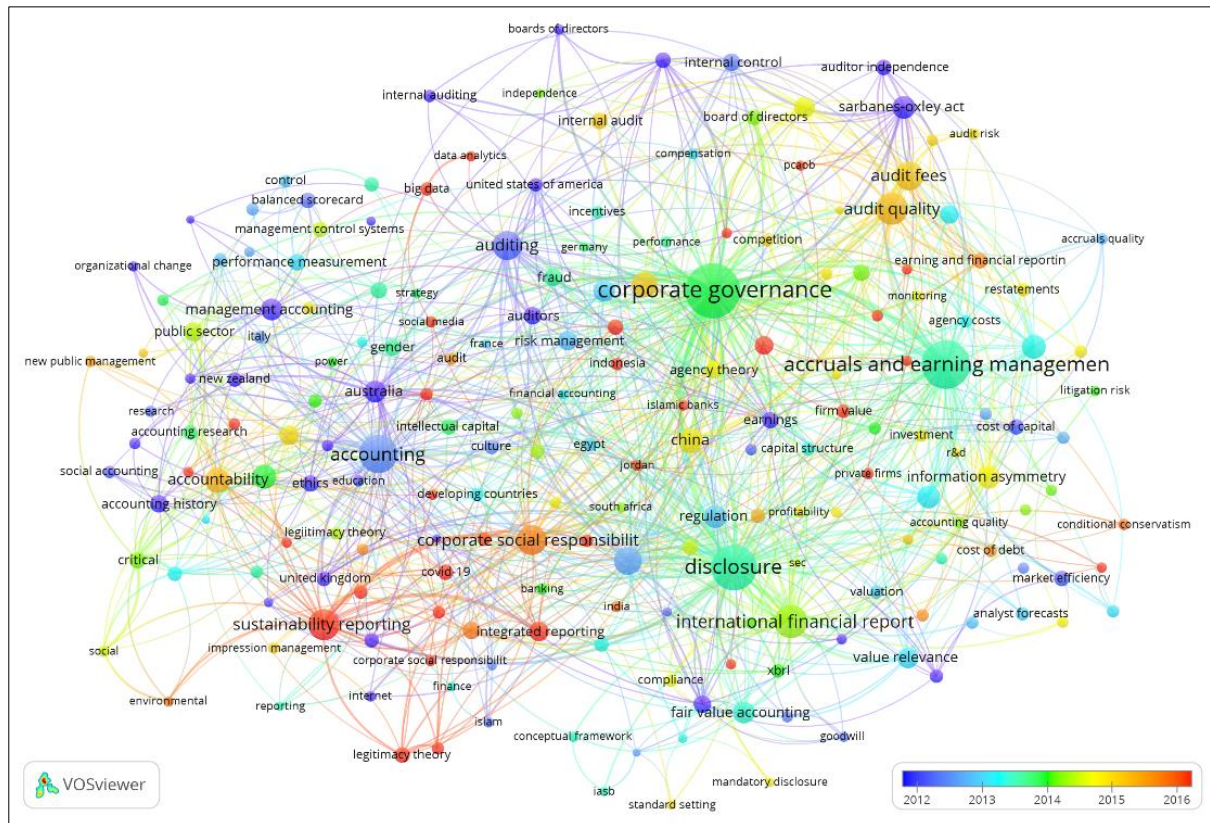 boards of directors
internal control
auditor independence
internal auditing
independence
sarbanes-oxley act
internal audit
board of directors
audit risk
data analytics
compensation
pcaob
control
big data
united states of america
audit fees
balanced scorecard
incentives
audit quality
management control systems
auditing
germany
performance
competition
accruals quality
organizational change
performance measurement
fraud
earning and financial reportin
strategy
corporate governance
monitoring
restatements
management accounting
social media
auditors
agency costs
public sector
italy
gender
france
risk management
new public management
power
audit
indonesia
agency theory
accruals and earning managemen
new zealand
australia
financial accounting
litigation risk
research
islamic banks
firm value
accounting research
intellectual capital
earnings
cost of capital
culture
egypt
china
capital structure
investment
accounting
r&d
social accounting
accountability
ethics
education
jordan
private firms
information asymmetry
accounting history
developing countries
south africa
regulation
profitability
accounting quality
conditional conservatism
legitimacy theory
corporate social responsibilit
critical
covid-19
disclosure
sec
cost of debt
united kingdom
banking
valuation
market efficiency
india
analyst forecasts
sustainability reporting
integrated reporting
international financial report
social
impression management
corporate social responsibilit
xbrl
value relevance
internet
finance
compliance
environmental
reporting
islam
fair value accounting
conceptual framework
goodwill
legitimacy theory
mandatory disclosure
iasb
standard setting
VOSviewer
2012 2013 2014 2015 2016